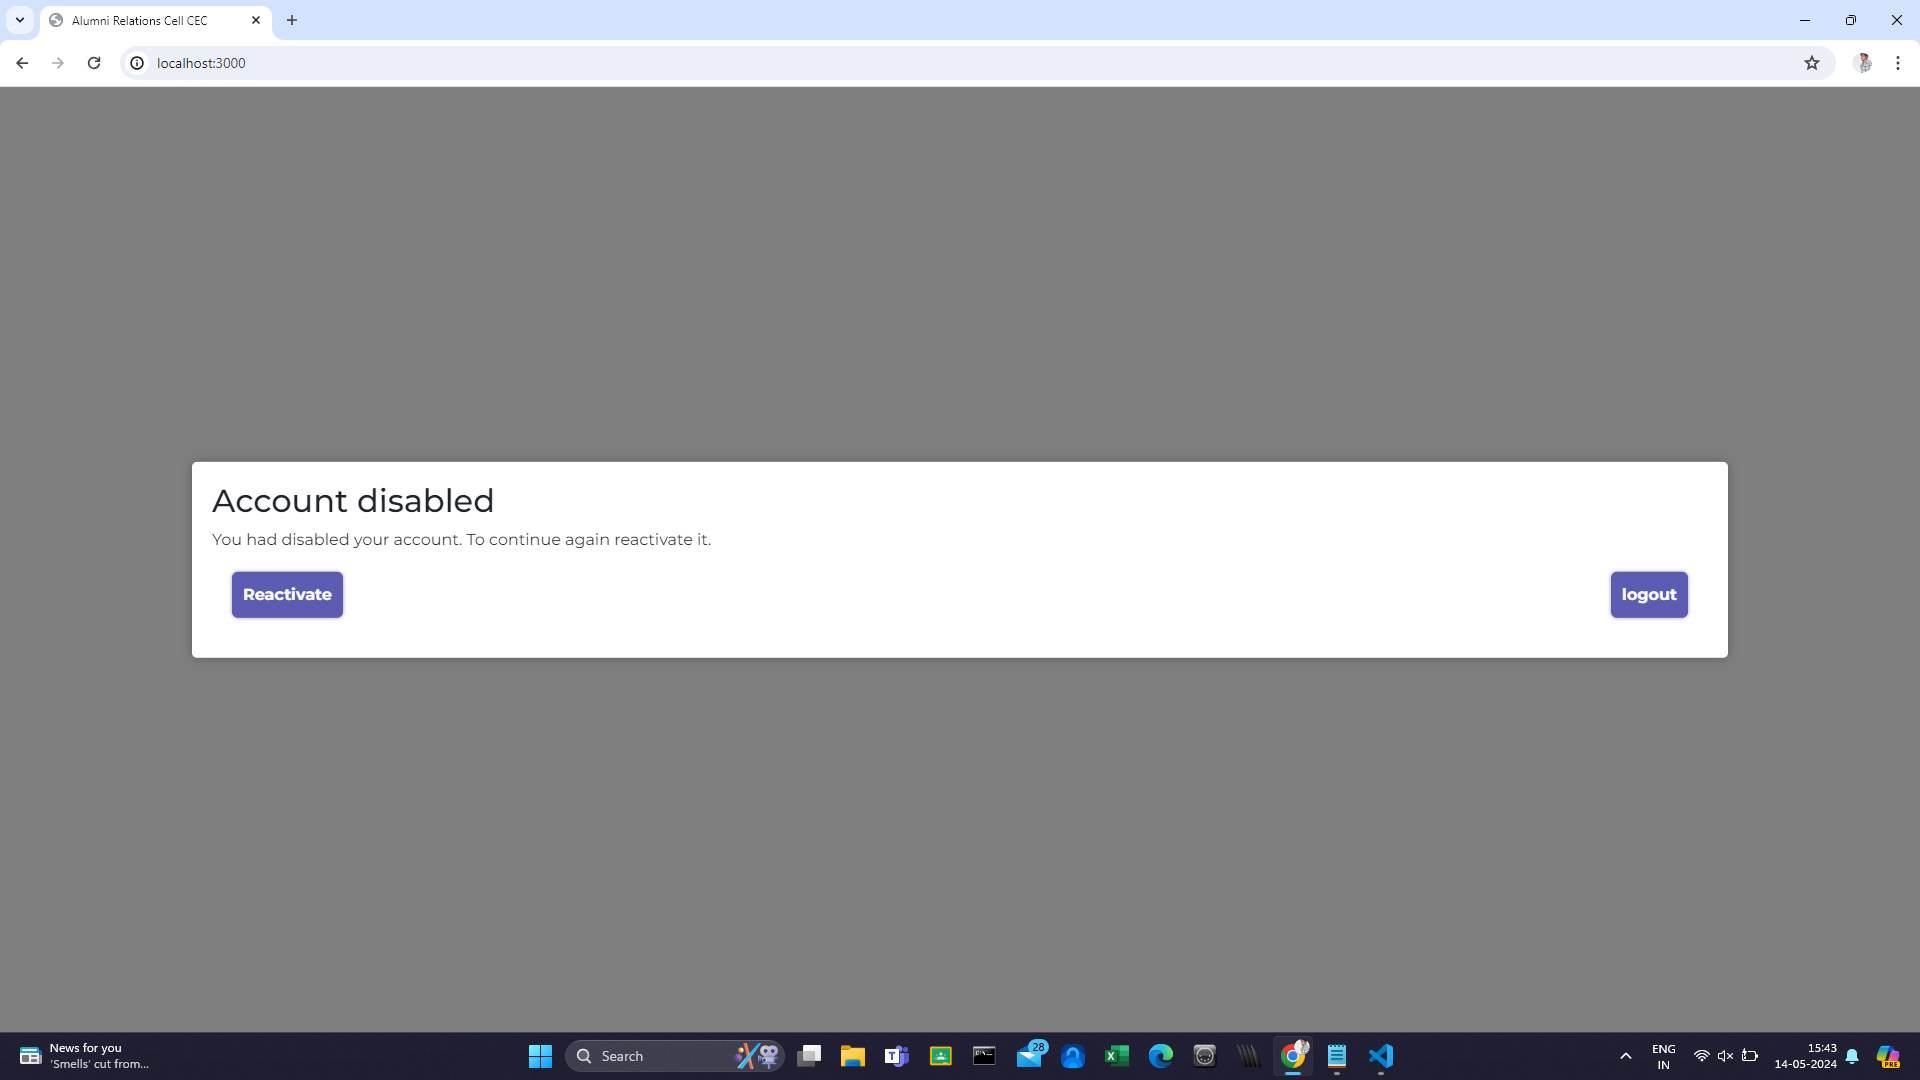 Alumni Relations Cell CEC
localhost:3000
Account disabled
You had disabled your account. To continue again reactivate it.
Reactivate
logout
News for you
'Smells' cut from...
Search
28
ENG
IN
15:43
14-05-2024
PRE